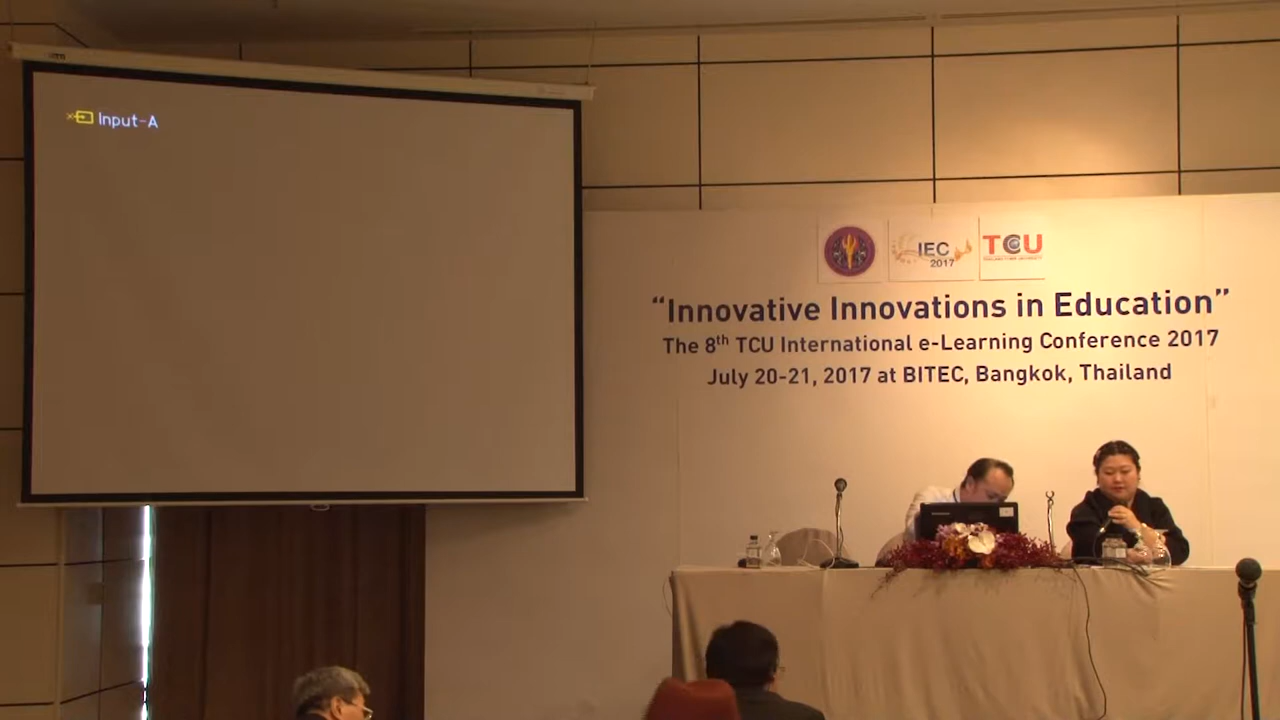 Input-A
IEC
2017
TCU
“Innovative Innovations in Education”
The 8th TCU International e-Learning Conference 2017
July 20-21, 2017 at BITEC, Bangkok, Thailand